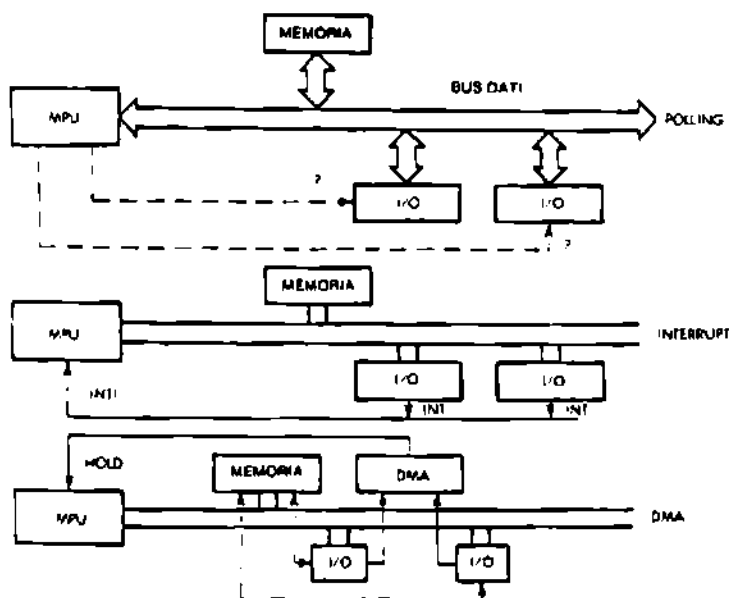 MEMORIA
BUS DATI
MPU
POLLING
?
I/O
I/O
?
MEMORIA
MPU
INTERRUPT
I/O
I/O
INT
INT
INT
HOLD
MEMORIA
DMA
MPU
DMA
I/O
I/O